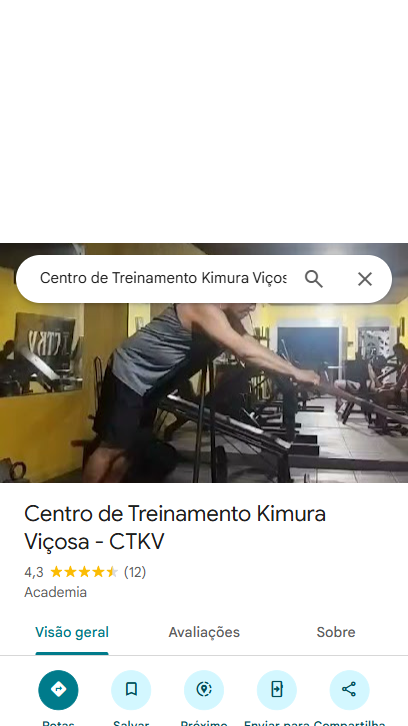 Centro de Treinamento Kimura Viços
CTKV
Centro de Treinamento Kimura
Viçosa - CTKV
4,3 (12)
Academia
Visão geral Avaliações Sobre
Rotas Salvar Próximo Enviar para Compartilha